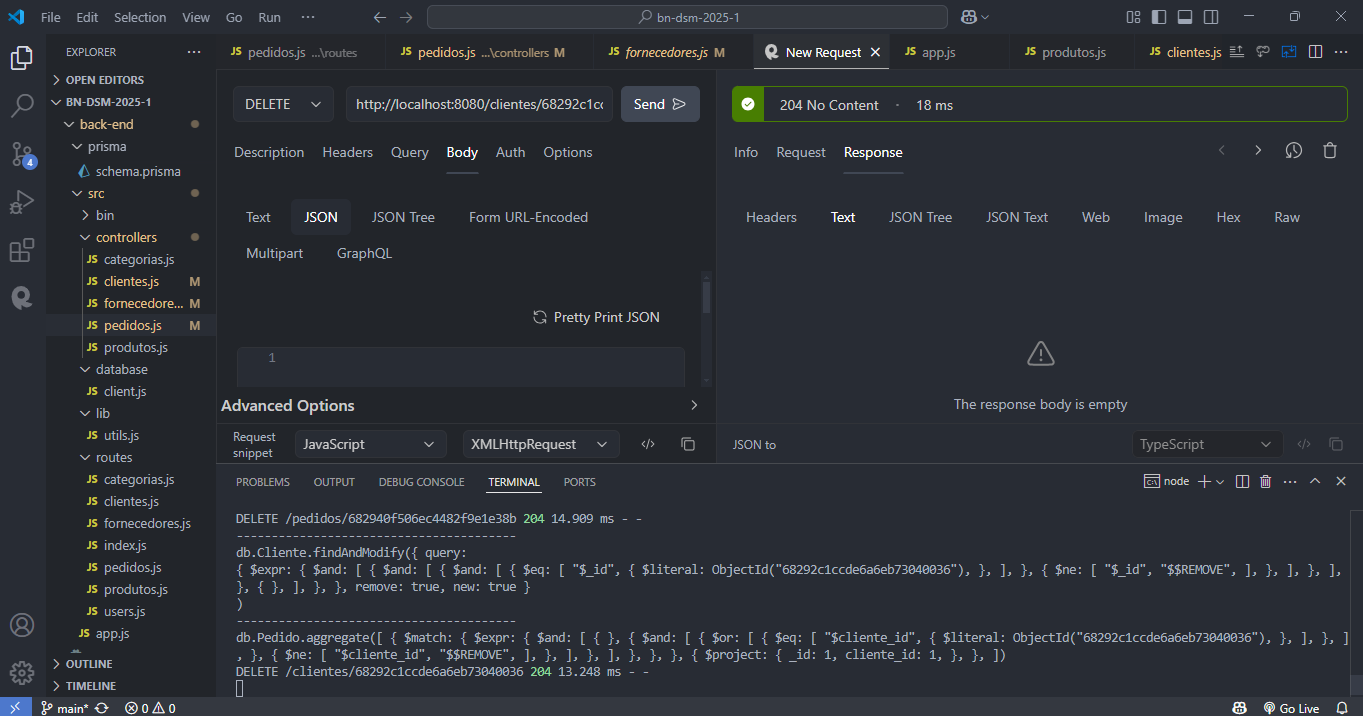 File Edit Selection View Go Run ··· bn-dsm-2025-1
EXPLORER ···
JS pedidos.js ...\routes JS pedidos.js ...\controllers M JS fornecedores.js M New Request JS app.js JS produtos.js JS clientes.js ···
OPEN EDITORS
BN-DSM-2025-1
back-end
prisma
schema.prisma
src
bin
controllers
JS categorias.js
JS clientes.js M
JS fornecedore... M
JS pedidos.js M
JS produtos.js
database
JS client.js
lib
JS utils.js
routes
JS categorias.js
JS clientes.js
JS fornecedores.js
JS index.js
JS pedidos.js
JS produtos.js
JS users.js
JS app.js
OUTLINE
TIMELINE
4
DELETE http://localhost:8080/clientes/68292c1cc Send
Description Headers Query Body Auth Options
Text JSON JSON Tree Form URL-Encoded
Multipart GraphQL
Pretty Print JSON
1
Advanced Options
Request snippet JavaScript XMLHttpRequest
204 No Content · 18 ms
Info Request Response
Headers Text JSON Tree JSON Text Web Image Hex Raw
The response body is empty
JSON to TypeScript
PROBLEMS OUTPUT DEBUG CONSOLE TERMINAL PORTS node ···
DELETE /pedidos/682940f506ec4482f9e1e38b 204 14.909 ms - -
----------------------------------------
db.Cliente.findAndModify({ query:
{ $expr: { $and: [ { $and: [ { $and: [ { $eq: [ "$_id", { $literal: ObjectId("68292c1ccde6a6eb73040036"), }, ], }, { $ne: [ "$_id", "$$REMOVE", ], }, ], }, ],
}, { }, ], }, }, remove: true, new: true }
)
----------------------------------------
db.Pedido.aggregate([ { $match: { $expr: { $and: [ { }, { $and: [ { $or: [ { $eq: [ "$cliente_id", { $literal: ObjectId("68292c1ccde6a6eb73040036"), }, ], }, ]
, }, { $ne: [ "$cliente_id", "$$REMOVE", ], }, ], }, ], }, }, }, { $project: { _id: 1, cliente_id: 1, }, }, ])
DELETE /clientes/68292c1ccde6a6eb73040036 204 13.248 ms - -
main* 0 0 Go Live